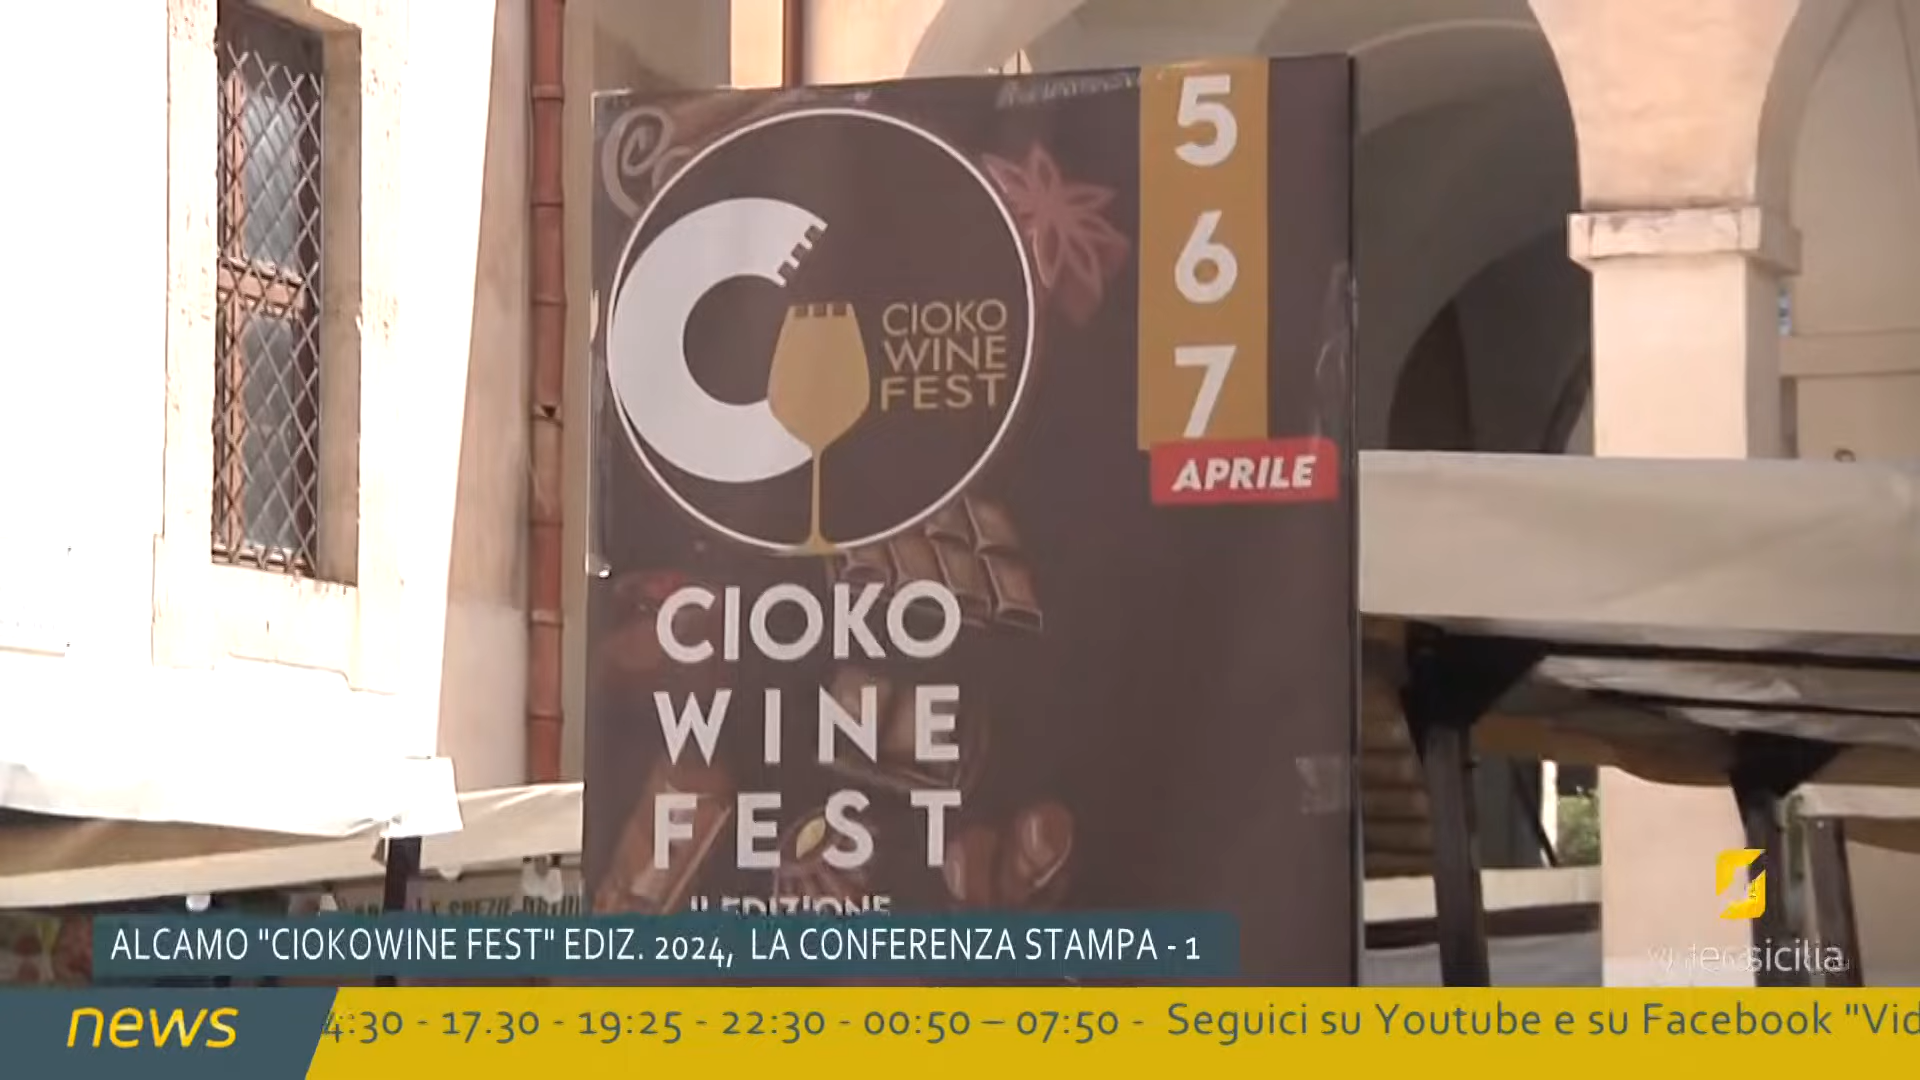 5
6
7
APRILE
CIOKO
WINE
FEST
CIOKO
WINE
FEST
II EDIZIONE
ALCAMO "CIOKOWINE FEST" EDIZ. 2024, LA CONFERENZA STAMPA - 1
news
4:30 - 17.30 - 19:25 - 22:30 - 00:50 – 07:50 - Seguici su Youtube e su Facebook "Vid